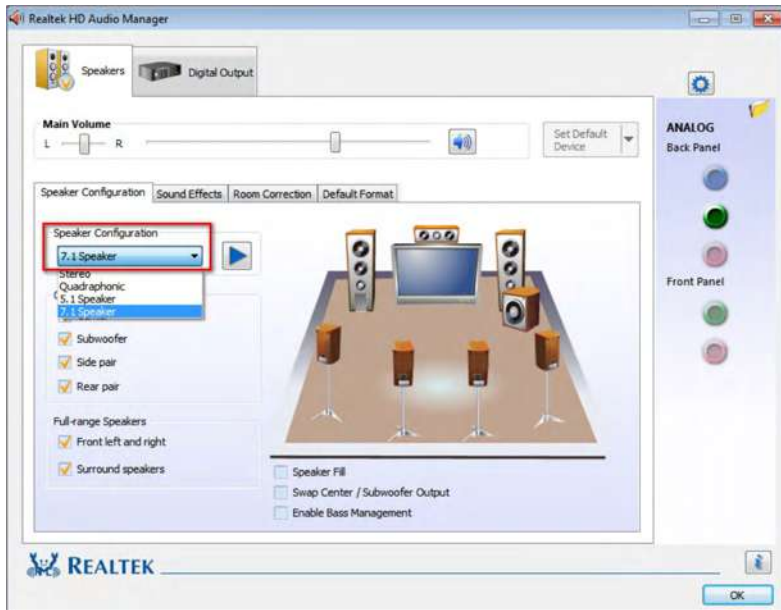 Realtek HD Audio Manager
Speakers
Digital Output
Main Volume
L
R
Set Default
Device
ANALOG
Back Panel
Speaker Configuration
Sound Effects
Room Correction
Default Format
Speaker Configuration
7.1 Speaker
Stereo
Quadraphonic
5.1 Speaker
7.1 Speaker
Subwoofer
Side pair
Rear pair
Front Panel
Full-range Speakers
Front left and right
Surround speakers
Speaker Fill
Swap Center / Subwoofer Output
Enable Bass Management
REALTEK
OK